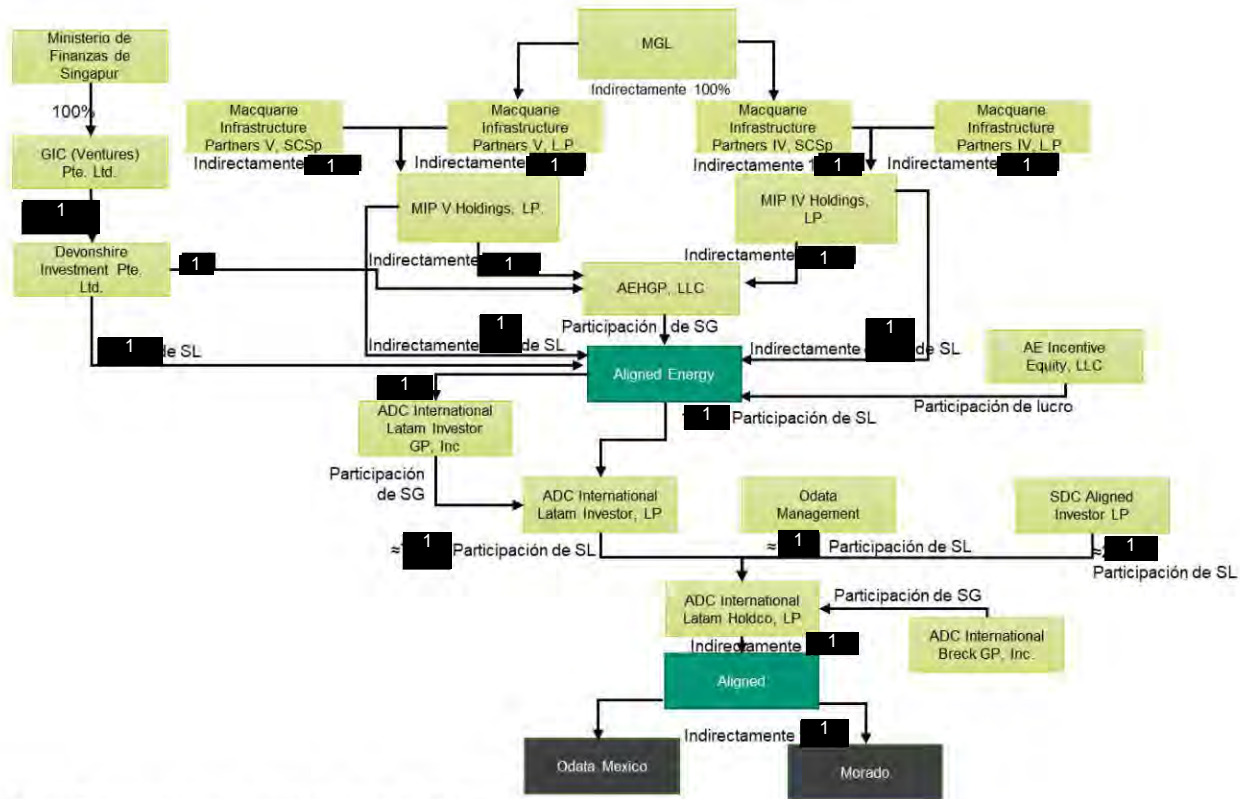 Ministerio de
Finanzas de
Singapur
MGL
Indirectamente 100%
100%
GIC (Ventures)
Pte. Ltd.
1
Devonshire
Investment Pte.
Ltd.
1
Macquarie
Infrastructure
Partners V, SCSp
Indirectamente 1
Macquarie
Infrastructure
Partners V, L.P.
Indirectamente 1
Macquarie
Infrastructure
Partners IV, SCSp
Indirectamente 1
Macquarie
Infrastructure
Partners IV, L.P.
Indirectamente 1
MIP V Holdings, LP.
MIP IV Holdings,
LP.
Indirectamente 1
Indirectamente 1
AEHGP, LLC
Participación de SG
1 de SL
Indirectamente 1 de SL
Indirectamente 1 de SL
Aligned Energy
AE Incentive
Equity, LLC
Participación de lucro
1
ADC International
Latam Investor
GP, Inc
1 Participación de SL
Participación
de SG
ADC International
Latam Investor, LP
Odata
Management
SDC Aligned
Investor LP
≈ 1 Participación de SL
≈ 1 Participación de SL
≈ 1
Participación de SL
ADC International
Latam Holdco, LP
Participación de SG
ADC International
Breck GP, Inc.
Indirectamente 1
Aligned
Indirectamente 1
Odata Mexico
Morado